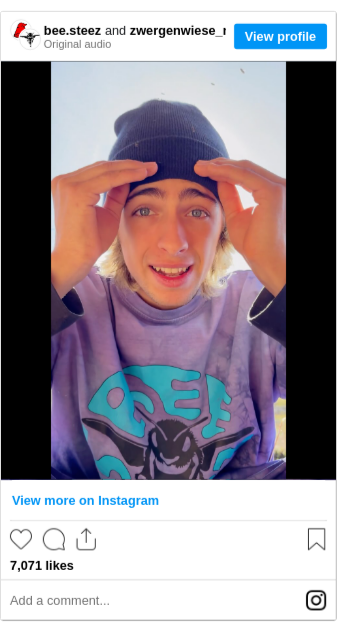 bee.steez and zwergenwiese_
Original audio
View profile
BEE
View more on Instagram
7,071 likes
Add a comment...